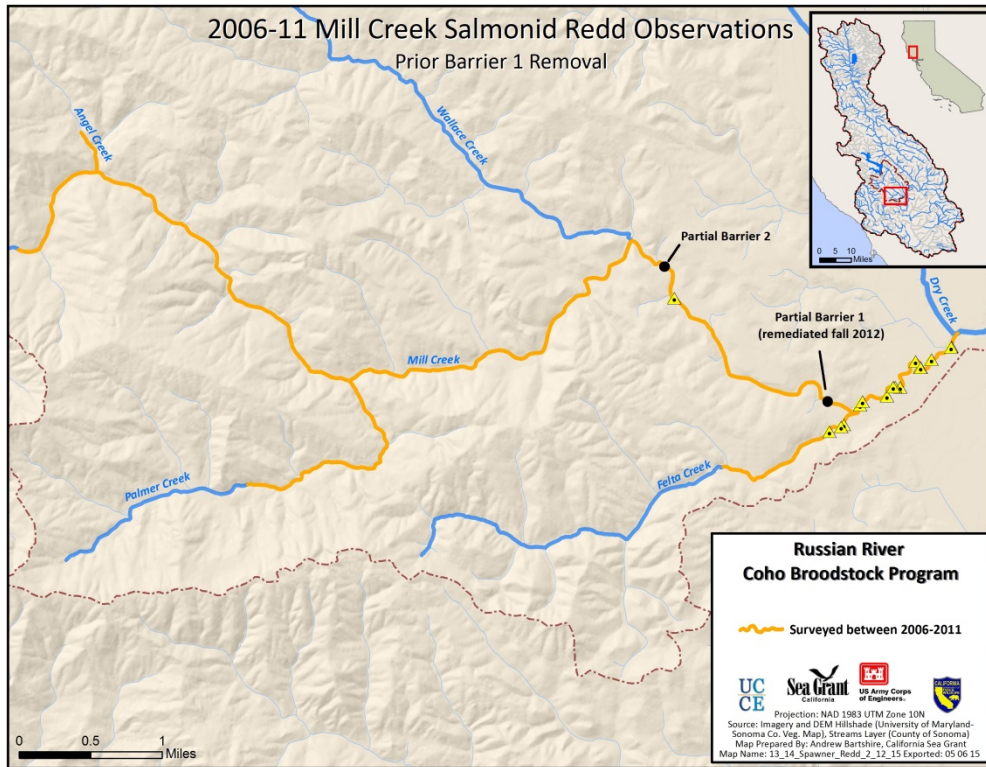 2006-11 Mill Creek Salmonid Redd Observations
Prior Barrier 1 Removal
Angel Creek
Wallace Creek
Partial Barrier 2
Partial Barrier 1
(remediated fall 2012)
Dry Creek
Mill Creek
Palmer Creek
Felta Creek
0 5 10
Miles
Russian River
Coho Broodstock Program
Surveyed between 2006-2011
UC
CE
Sea Grant
California
US Army Corps
of Engineers®
CALIFORNIA
Projection: NAD 1983 UTM Zone 10N
Source: Imagery and DEM Hillshade (University of Maryland-
Sonoma Co. Veg. Map), Streams Layer (County of Sonoma)
Map Prepared By: Andrew Bartshire, California Sea Grant
Map Name: 13_14_Spawner_Redd_2_12_15 Exported: 05 06 15
0 0.5 1
Miles